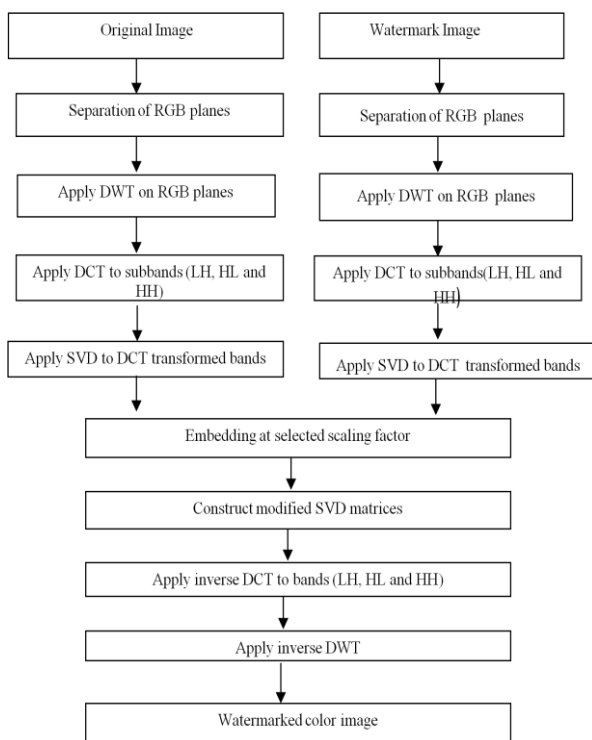 Original Image
Separation of RGB planes
Apply DWT on RGB planes
Apply DCT to subbands (LH, HL and
HH)
Apply SVD to DCT transformed bands
Watermark Image
Separation of RGB planes
Apply DWT on RGB planes
Apply DCT to subbands(LH, HL and
HH)
Apply SVD to DCT transformed bands
Embedding at selected scaling factor
Construct modified SVD matrices
Apply inverse DCT to bands (LH, HL and HH)
Apply inverse DWT
Watermarked color image